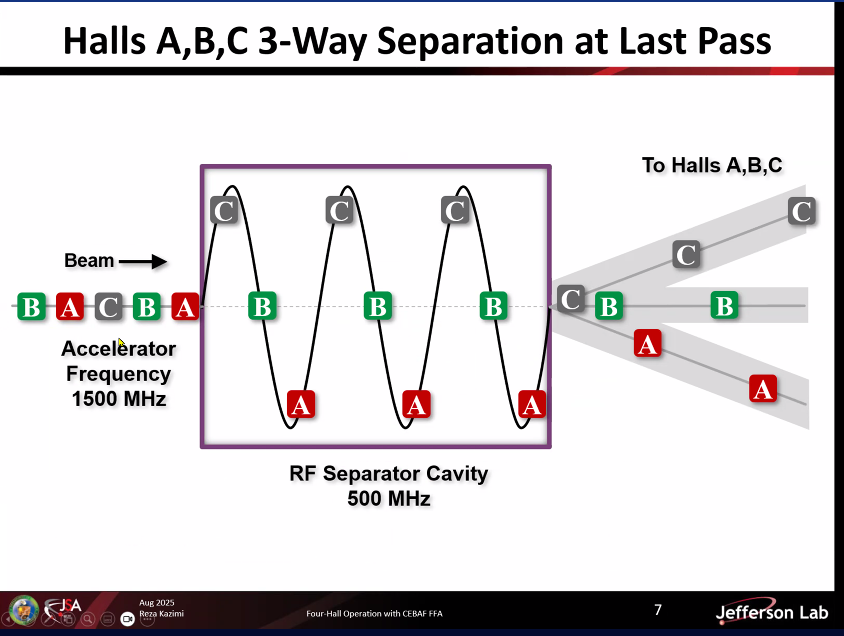 Halls A,B,C 3-Way Separation at Last Pass
To Halls A,B,C
C C C C
C
Beam
B A C B A B B B C B B
A
Accelerator
Frequency
1500 MHz
A A A A
RF Separator Cavity
500 MHz
JSA
Aug 2025
Reza Kazimi
Four-Hall Operation with CEBAF FFA
7
Jefferson Lab